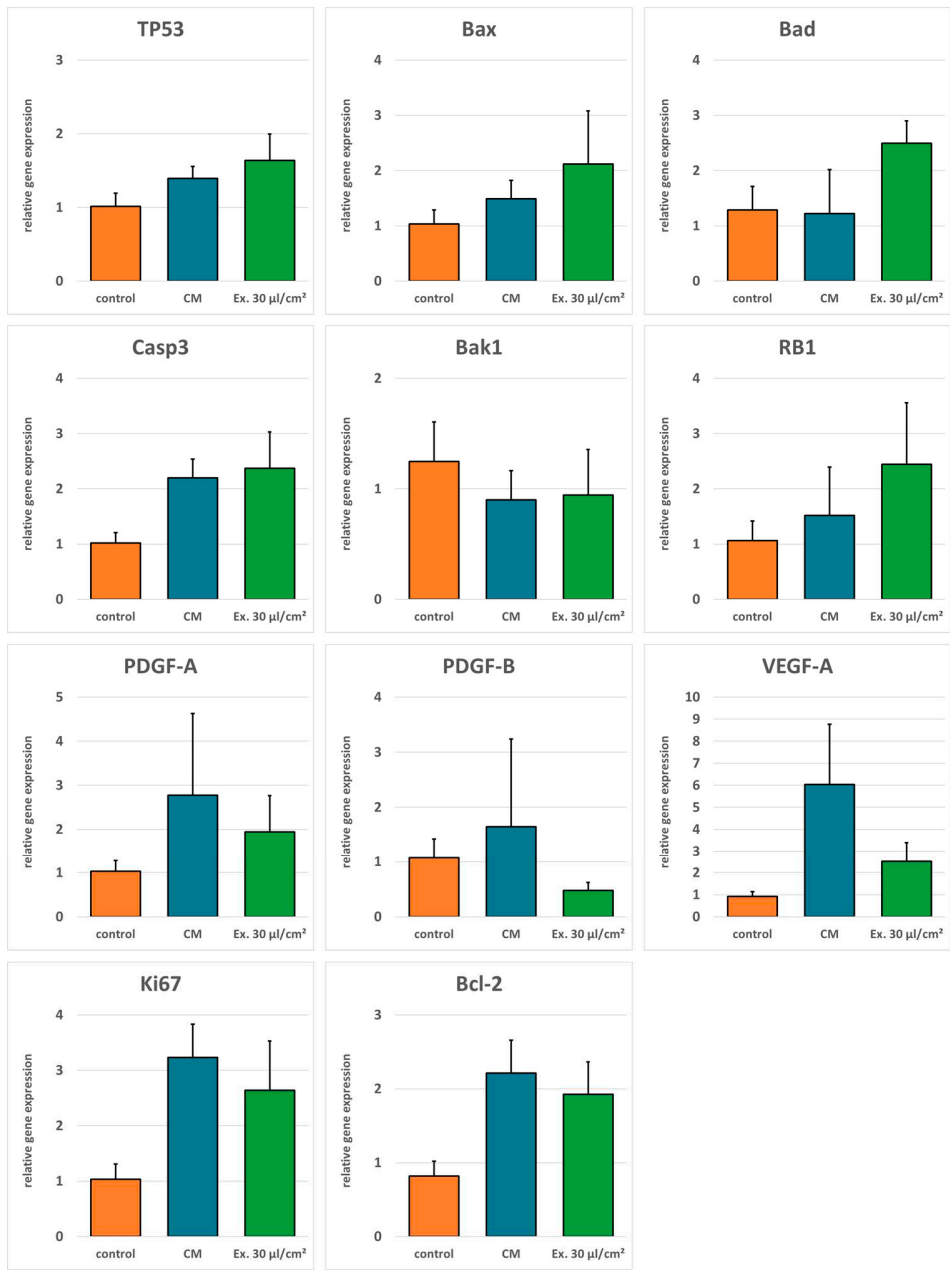 TP53
relative gene expression
3
2
1
0
control CM Ex. 30 µl/cm²
Bax
relative gene expression
4
3
2
1
0
control CM Ex. 30 µl/cm²
Bad
relative gene expression
4
3
2
1
0
control CM Ex. 30 µl/cm²
Casp3
relative gene expression
4
3
2
1
0
control CM Ex. 30 µl/cm²
Bak1
relative gene expression
2
1
0
control CM Ex. 30 µl/cm²
RB1
relative gene expression
4
3
2
1
0
control CM Ex. 30 µl/cm²
PDGF-A
relative gene expression
5
4
3
2
1
0
control CM Ex. 30 µl/cm²
PDGF-B
relative gene expression
4
3
2
1
0
control CM Ex. 30 µl/cm²
VEGF-A
relative gene expression
10
9
8
7
6
5
4
3
2
1
0
control CM Ex. 30 µl/cm²
Ki67
relative gene expression
4
3
2
1
0
control CM Ex. 30 µl/cm²
Bcl-2
relative gene expression
3
2
1
0
control CM Ex. 30 µl/cm²